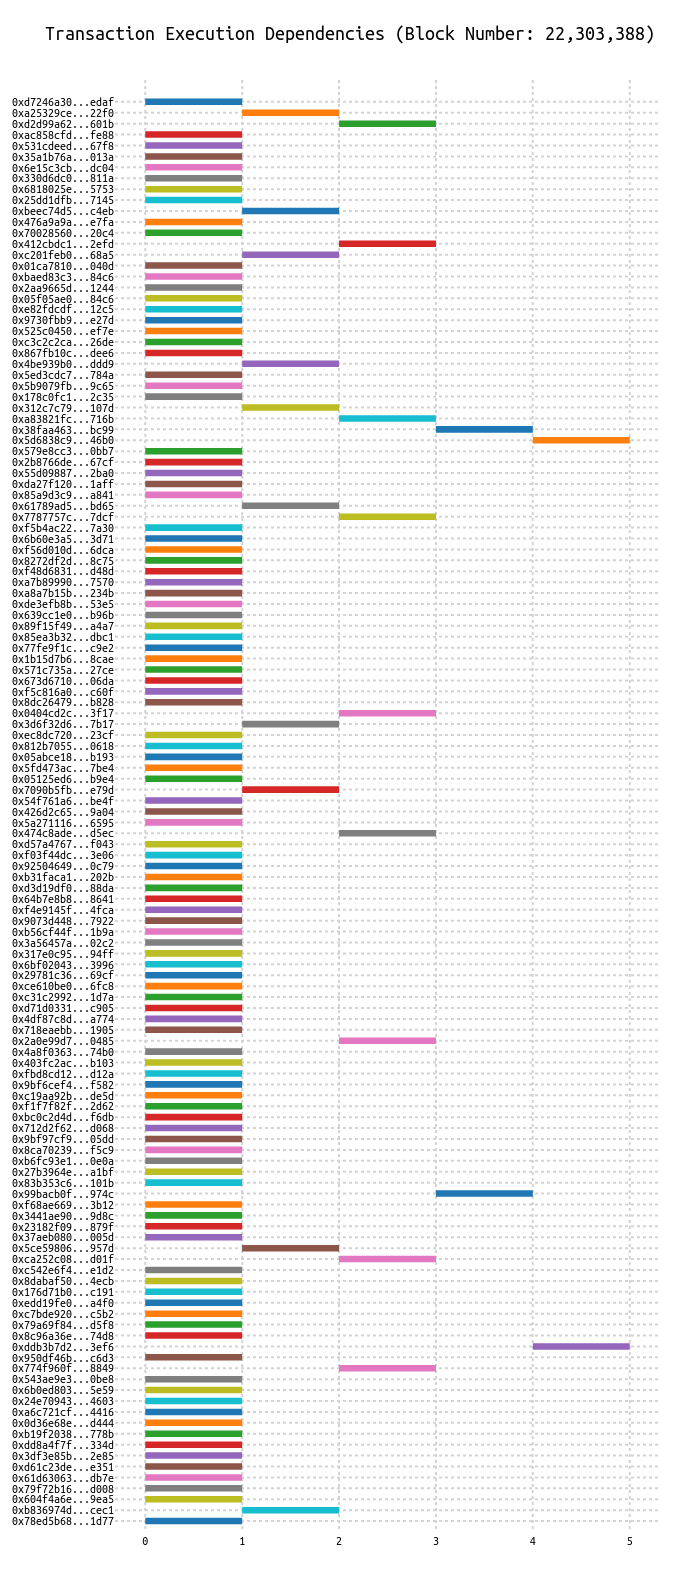 Transaction Execution Dependencies (Block Number: 22,303,388)
0xd7246a30...edaf
0xa25329ce...22f0
0xd2d99a62...601b
0xac858cfd...fe88
0x531cdeed...67f8
0x35a1b76a...013a
0x6e15c3cb...dc04
0x330d6dc0...811a
0x6818025e...5753
0x25dd1dfb...7145
0xbeec74d5...c4eb
0x476a9a9a...e7fa
0x70028560...20c4
0x412cbdc1...2efd
0xc201feb0...68a5
0x01ca7810...040d
0xbaed83c3...84c6
0x2aa9665d...1244
0x05f05ae0...84c6
0xe82fdcdf...12c5
0x9730fbb9...e27d
0x525c0450...ef7e
0xc3c2c2ca...26de
0x867fb10c...dee6
0x4be939b0...ddd9
0x5ed3cdc7...784a
0x5b9079fb...9c65
0x178c0fc1...2c35
0x312c7c79...107d
0xa83821fc...716b
0x38faa463...bc99
0x5d6838c9...46b0
0x579e8cc3...0bb7
0x2b8766de...67cf
0x55d09887...2ba0
0xda27f120...1aff
0x85a9d3c9...a841
0x61789ad5...bd65
0x7787757c...7dcf
0xf5b4ac22...7a30
0x6b60e3a5...3d71
0xf56d010d...6dca
0x8272df2d...8c75
0xf48d6831...d48d
0xa7b89990...7570
0xa8a7b15b...234b
0xde3efb8b...53e5
0x639cc1e0...b96b
0x89f15f49...a4a7
0x85ea3b32...dbc1
0x77fe9f1c...c9e2
0x1b15d7b6...8cae
0x571c735a...27ce
0x673d6710...06da
0xf5c816a0...c60f
0x8dc26479...b828
0x0404cd2c...3f17
0x3d6f32d6...7b17
0xec8dc720...23cf
0x812b7055...0618
0x05abce18...b193
0x5fd473ac...7be4
0x05125ed6...b9e4
0x7090b5fb...e79d
0x54f761a6...be4f
0x426d2c65...9a04
0x5a271116...6595
0x474c8ade...d5ec
0xd57a4767...f043
0xf03f44dc...3e06
0x92504649...0c79
0xb31faca1...202b
0xd3d19df0...88da
0x64b7e8b8...8641
0xf4e9145f...4fca
0x9073d448...7922
0xb56cf44f...1b9a
0x3a56457a...02c2
0x317e0c95...94ff
0x6bf02043...3996
0x29781c36...69cf
0xce610be0...6fc8
0xc31c2992...1d7a
0xd71d0331...c905
0x4df87c8d...a774
0x718eaebb...1905
0x2a0e99d7...0485
0x4a8f0363...74b0
0x403fc2ac...b103
0xfbd8cd12...d12a
0x9bf6cef4...f582
0xc19aa92b...de5d
0xf1f7f82f...2d62
0xbc0c2d4d...f6db
0x712d2f62...d068
0x9bf97cf9...05dd
0x8ca70239...f5c9
0xb6fc93e1...0e0a
0x27b3964e...a1bf
0x83b353c6...101b
0x99bacb0f...974c
0xf68ae669...3b12
0x3441ae90...9d8c
0x23182f09...879f
0x37aeb080...005d
0x5ce59806...957d
0xca252c08...d01f
0xc542e6f4...e1d2
0x8dabaf50...4ecb
0x176d71b0...c191
0xedd19fe0...a4f0
0xc7bde920...c5b2
0x79a69f84...d5f8
0x8c96a36e...74d8
0xddb3b7d2...3ef6
0x950df46b...c6d3
0x774f960f...8849
0x543ae9e3...0be8
0x6b0ed803...5e59
0x24e70943...4603
0xa6c721cf...4416
0x0d36e68e...d444
0xb19f2038...778b
0xdd8a4f7f...334d
0x3df3e85b...2e85
0xd61c23de...e351
0x61d63063...db7e
0x79f72b16...d008
0x604f4a6e...9ea5
0xb836974d...cec1
0x78ed5b68...1d77
0 1 2 3 4 5